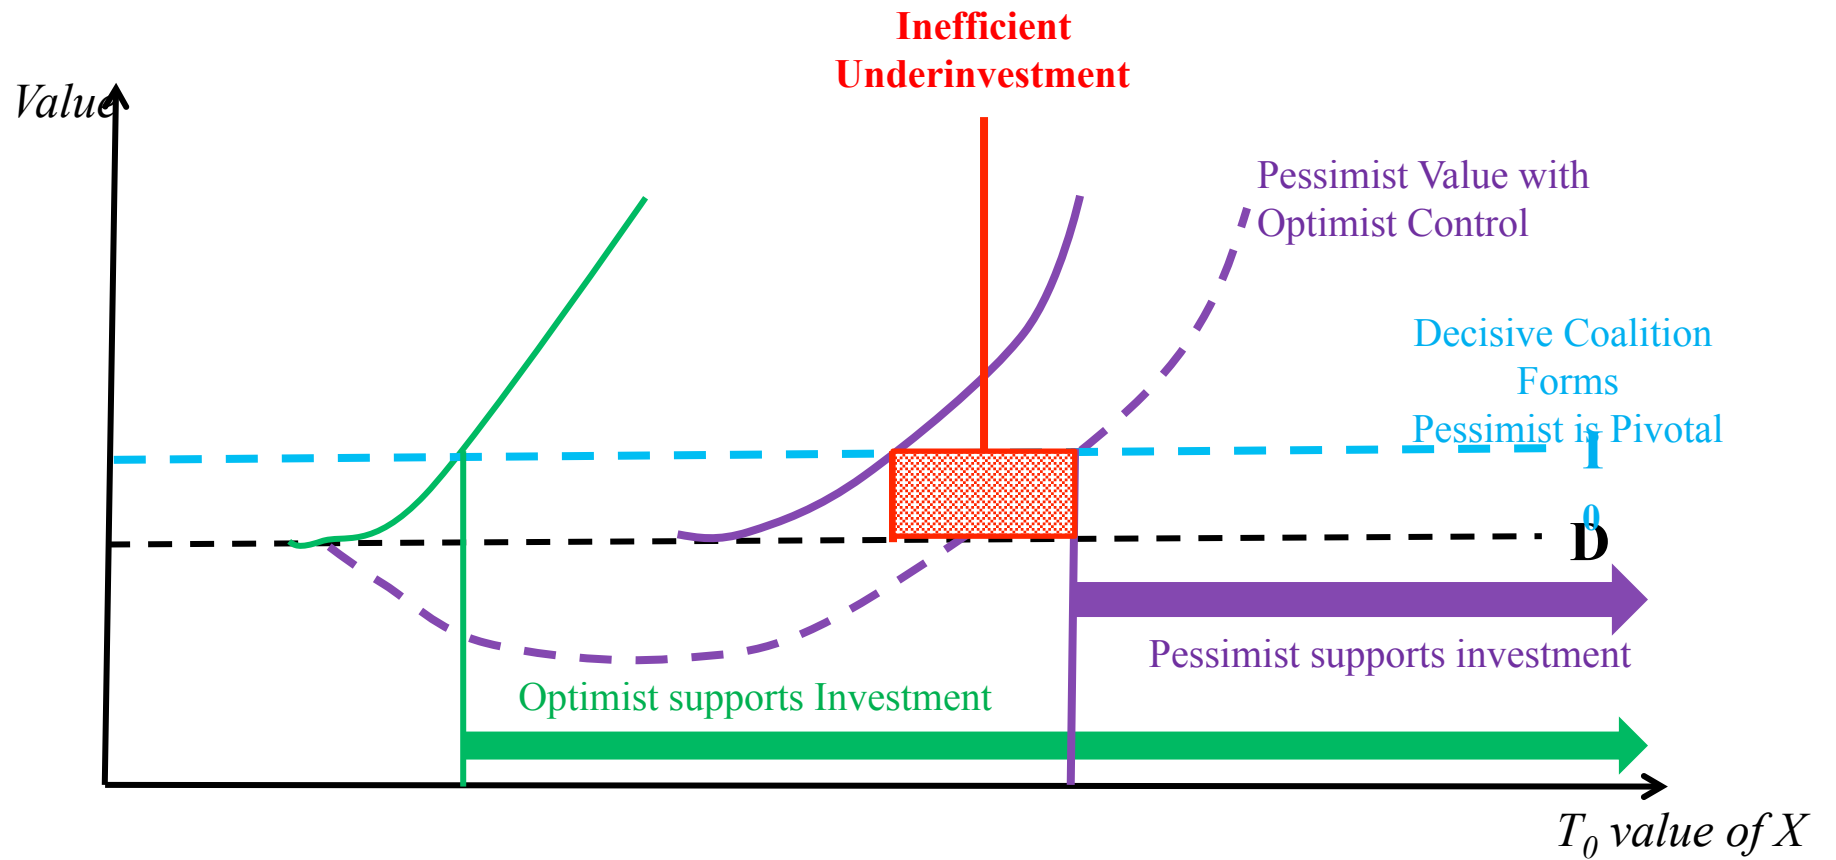 Inefficient
Underinvestment
Value
Pessimist Value with
Optimist Control
Decisive Coalition
Forms
Pessimist is Pivotal
I
0
D
Pessimist supports investment
Optimist supports Investment
T0 value of X